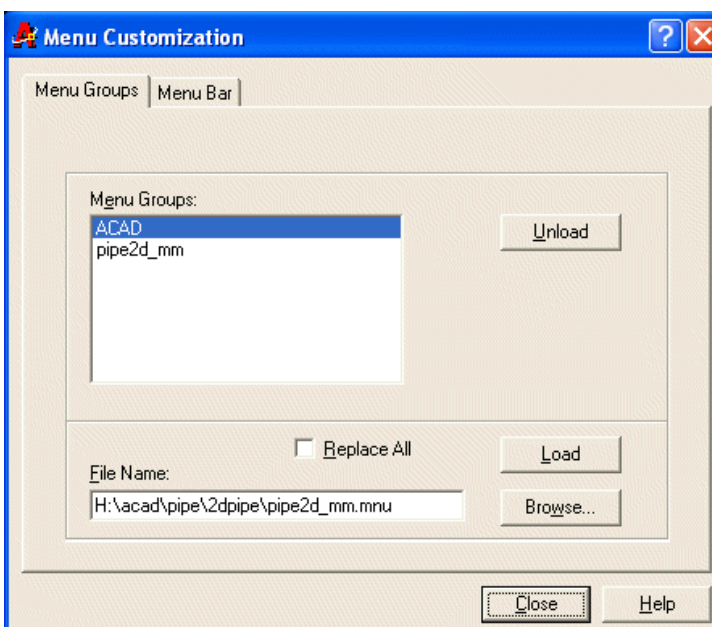 Menu Customization
Menu Groups Menu Bar
Menu Groups:
ACAD
pipe2d_mm
Unload
Replace All
Load
File Name:
H:\acad\pipe\2dpipe\pipe2d_mm.mnu
Browse...
Close Help